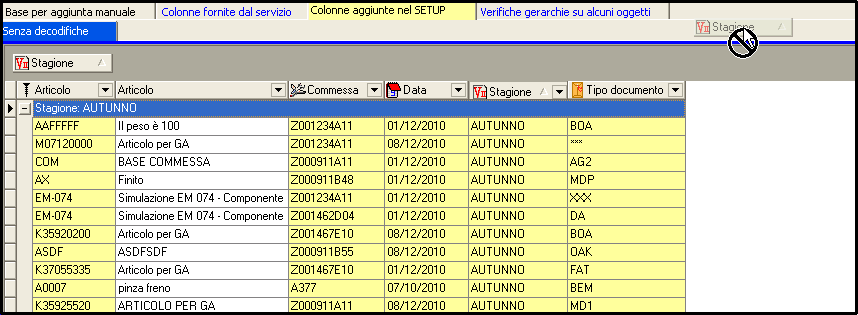 Base per aggiunta manuale Colonne fornite dal servizio Colonne aggiunte nel SETUP Verifiche gerarchie su alcuni oggetti
Stagione
Senza decodifiche
Stagione
Articolo Articolo Commessa Data Stagione Tipo documento
Stagione: AUTUNNO
AAFFFFF Il peso è 100 Z001234A11 01/12/2010 AUTUNNO BOA
M07120000 Articolo per GA Z001234A11 08/12/2010 AUTUNNO ***
COM BASE COMMESSA Z000911A11 01/12/2010 AUTUNNO AG2
AX Finito Z000911B48 01/12/2010 AUTUNNO MDP
EM-074 Simulazione EM 074 - Componente Z001234A11 01/12/2010 AUTUNNO XXX
EM-074 Simulazione EM 074 - Componente Z001462D04 01/12/2010 AUTUNNO DA
K35920200 Articolo per GA Z001467E10 08/12/2010 AUTUNNO BOA
ASDF ASDFSDF Z000911B55 08/12/2010 AUTUNNO OAK
K37055335 Articolo per GA Z001467E10 01/12/2010 AUTUNNO FAT
A0007 pinza freno A377 07/10/2010 AUTUNNO BEM
K35925520 ARTICOLO PER GA Z000911A11 08/12/2010 AUTUNNO MD1